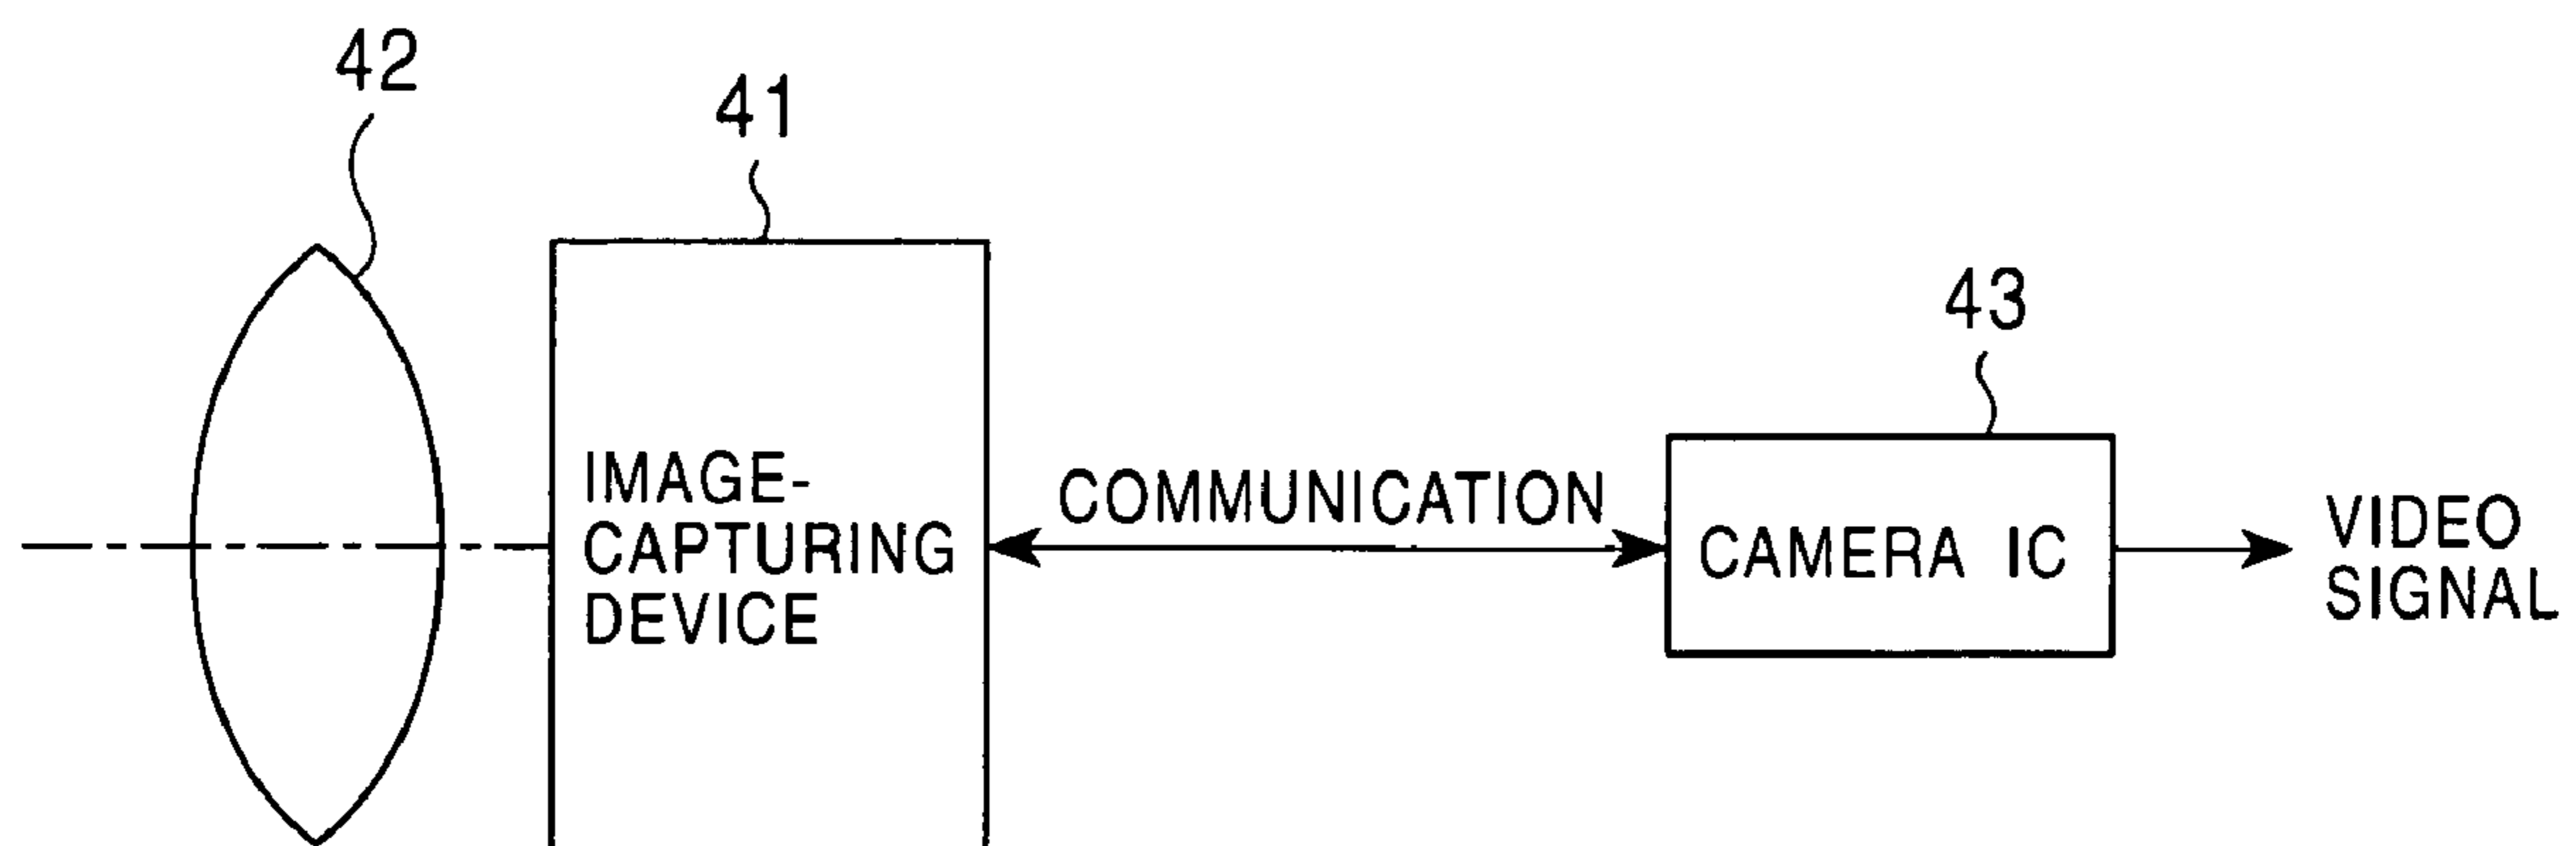 42
41
43
IMAGE-
CAPTURING
DEVICE
COMMUNICATION
CAMERA IC
VIDEO
SIGNAL